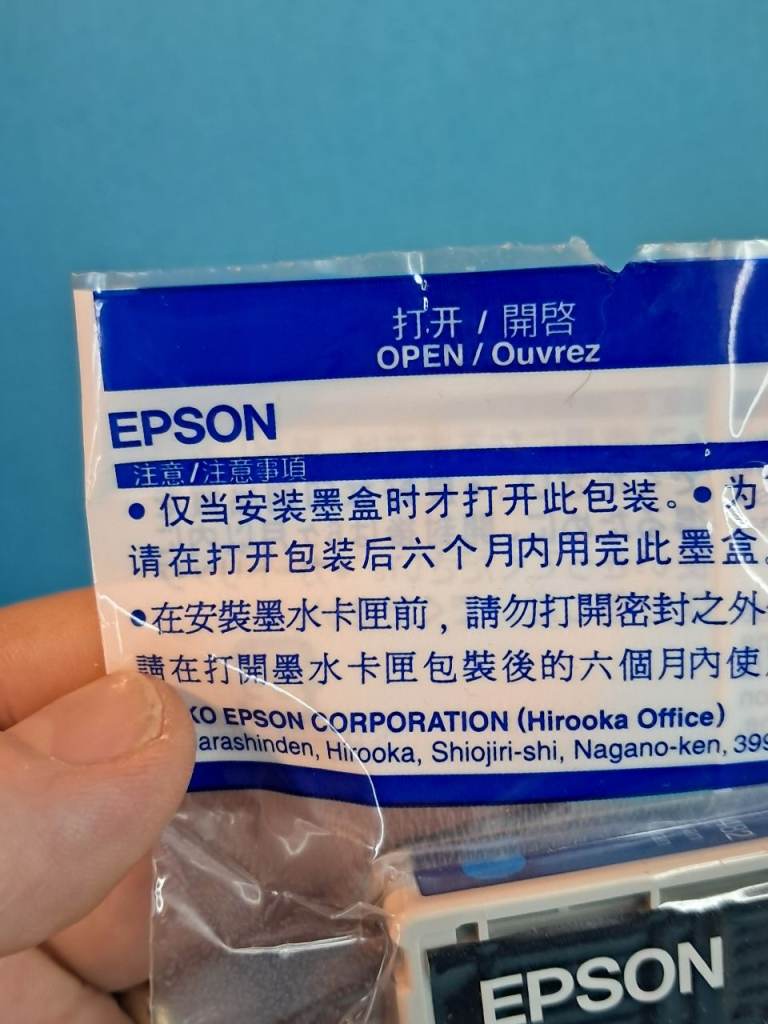 打开 / 開啓
OPEN / Ouvrez
EPSON
注意/注意事項
• 仅当安装墨盒时才打开此包装。• 为
请在打开包装后六个月内用完此墨盒
• 在安裝墨水卡匣前，請勿打開密封之外
請在打開墨水卡匣包裝後的六個月內使
KO EPSON CORPORATION (Hirooka Office)
arashinden, Hirooka, Shiojiri-shi, Nagano-ken, 399
EPSON